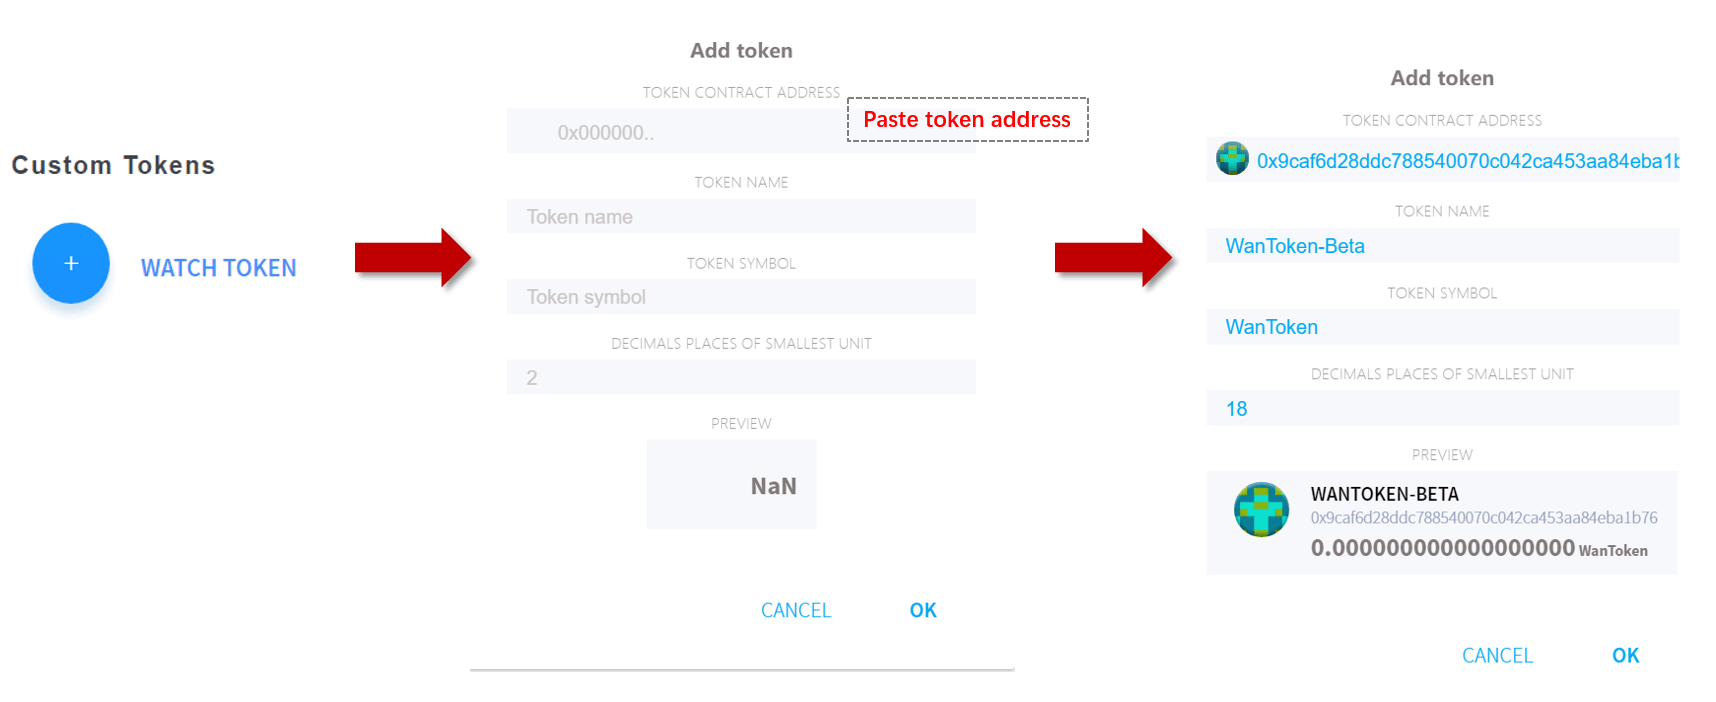 Custom Tokens
+
WATCH TOKEN
Add token
TOKEN CONTRACT ADDRESS
0x000000..
Paste token address
TOKEN NAME
Token name
TOKEN SYMBOL
Token symbol
DECIMALS PLACES OF SMALLEST UNIT
2
PREVIEW
NaN
CANCEL OK
Add token
TOKEN CONTRACT ADDRESS
0x9caf6d28ddc788540070c042ca453aa84eba1b
TOKEN NAME
WanToken-Beta
TOKEN SYMBOL
WanToken
DECIMALS PLACES OF SMALLEST UNIT
18
PREVIEW
WANTOKEN-BETA
0x9caf6d28ddc788540070c042ca453aa84eba1b76
0.000000000000000000 WanToken
CANCEL OK